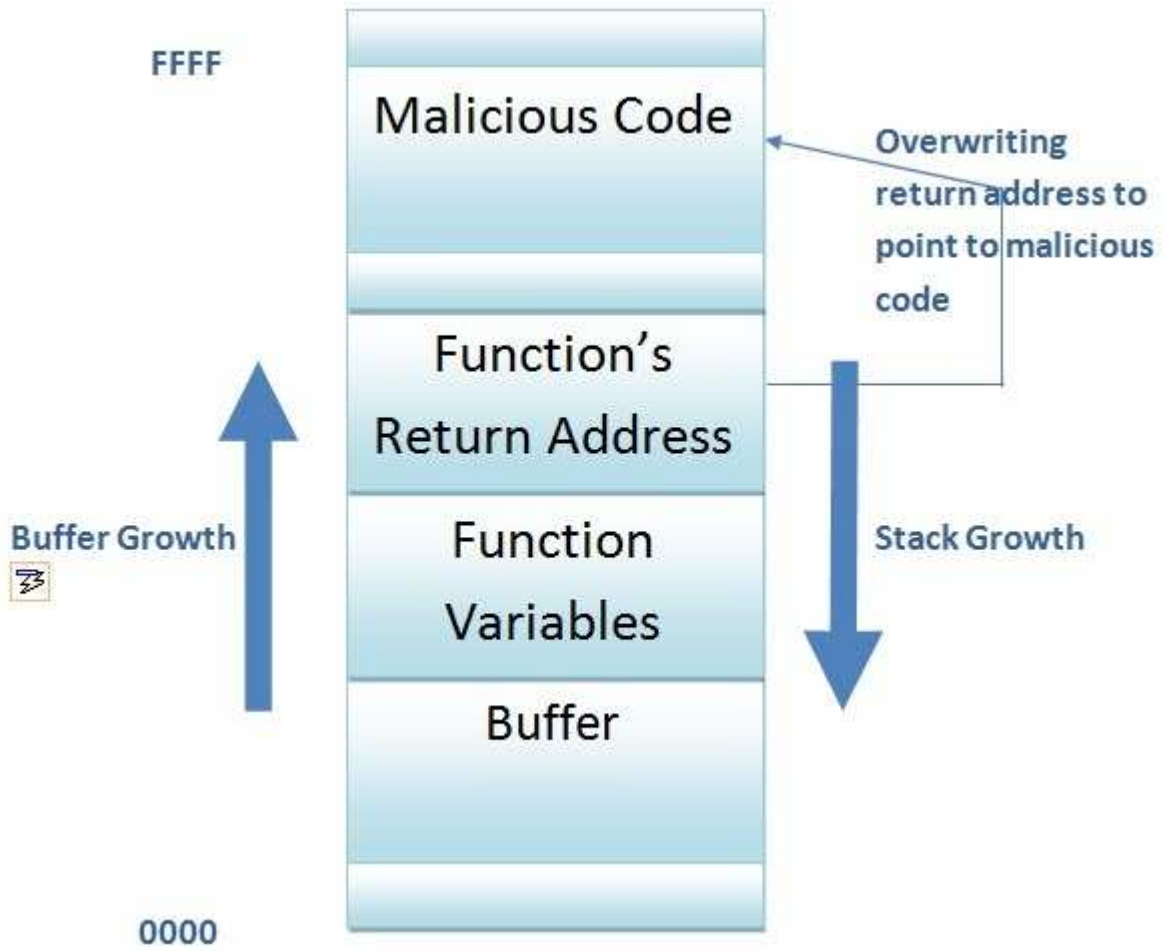 FFFF
Malicious Code
Overwriting
return address to
point to malicious
code
Function’s
Return Address
Buffer Growth
Function
Variables
Stack Growth
Buffer
0000